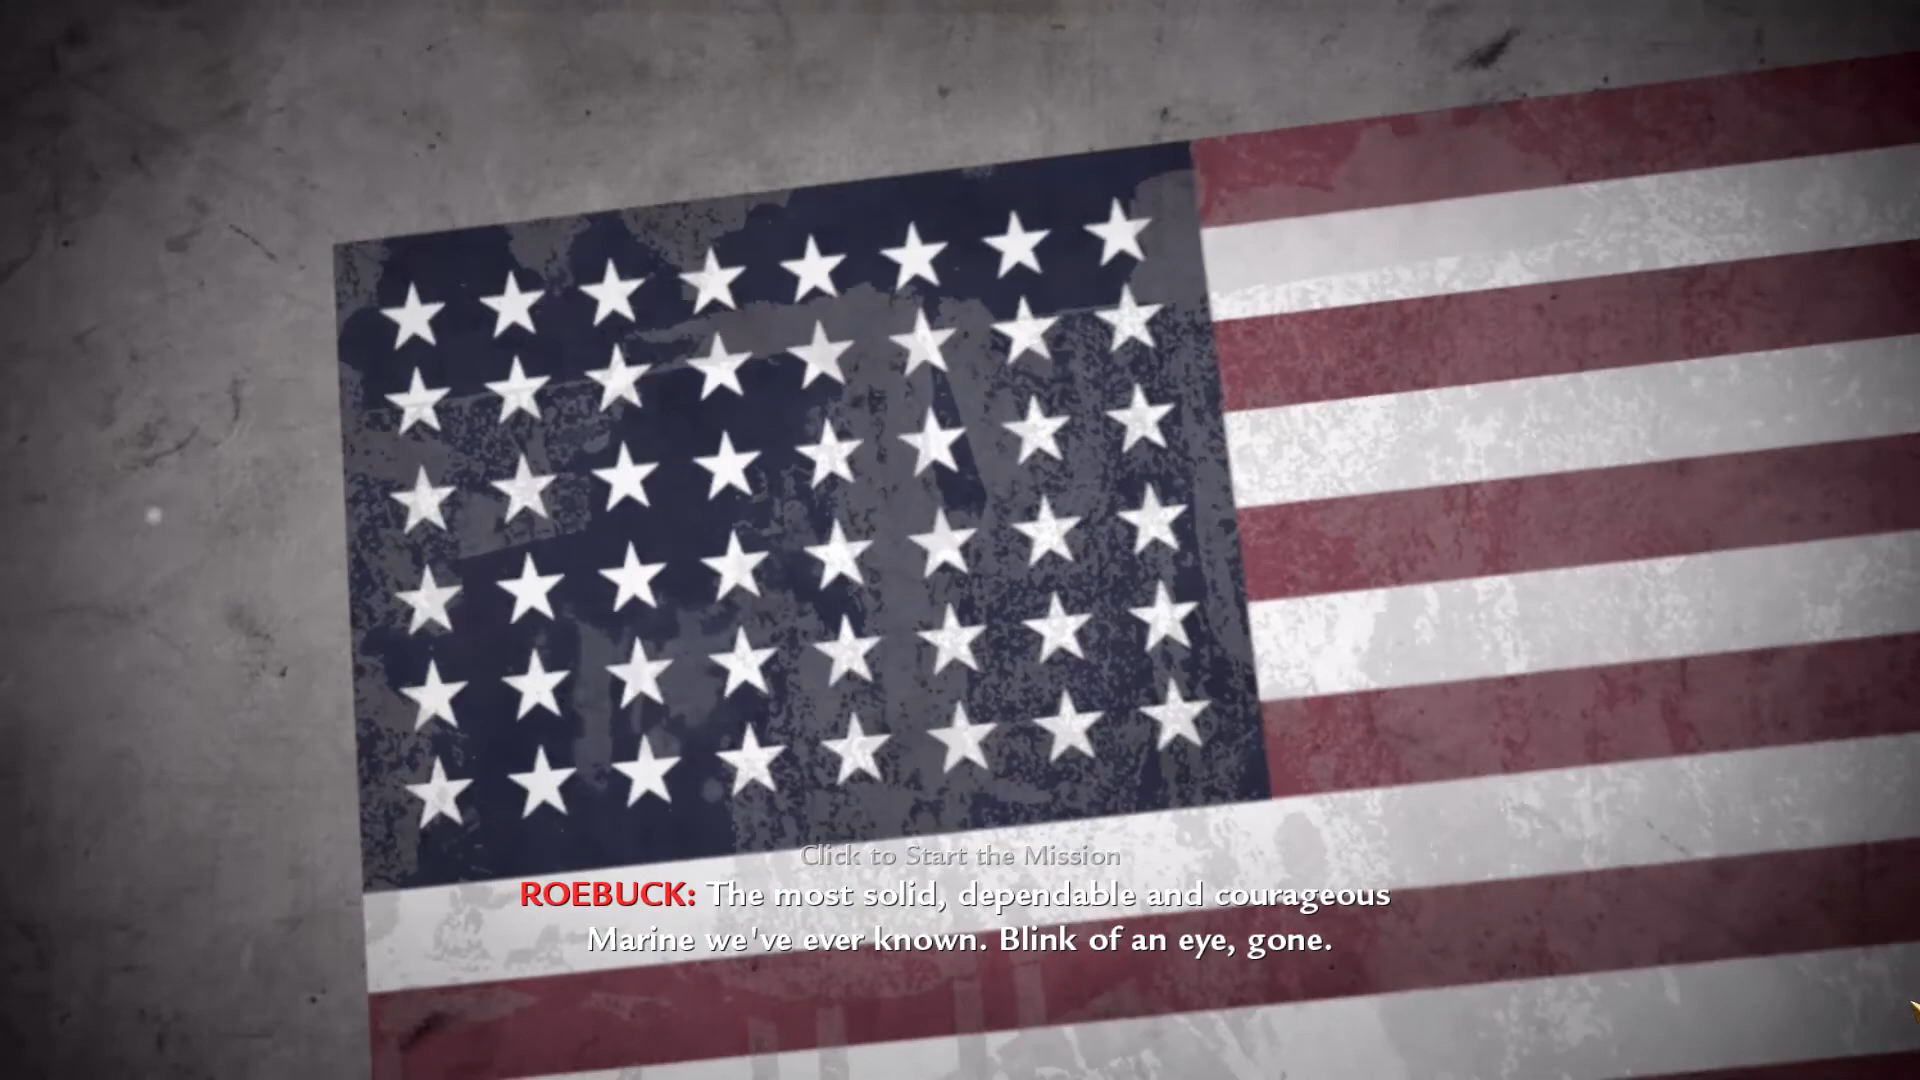 Click to Start the Mission
ROEBUCK: The most solid, dependable and courageous
Marine we've ever known. Blink of an eye, gone.